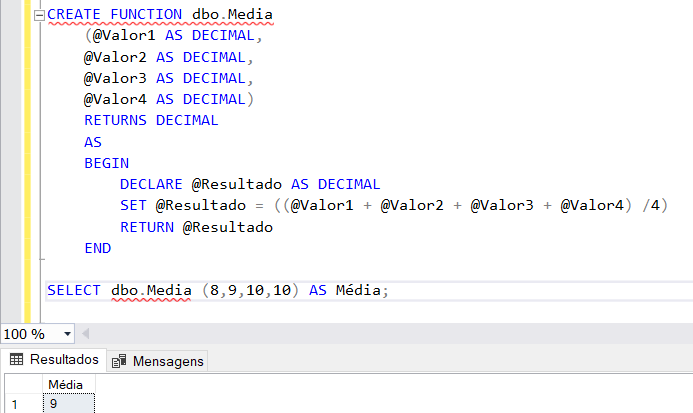 CREATE FUNCTION dbo.Media
(@Valor1 AS DECIMAL,
@Valor2 AS DECIMAL,
@Valor3 AS DECIMAL,
@Valor4 AS DECIMAL)
RETURNS DECIMAL
AS
BEGIN
DECLARE @Resultado AS DECIMAL
SET @Resultado = ((@Valor1 + @Valor2 + @Valor3 + @Valor4) /4)
RETURN @Resultado
END
SELECT dbo.Media (8,9,10,10) AS Média;
100 %
Resultados Mensagens
Média
1 9